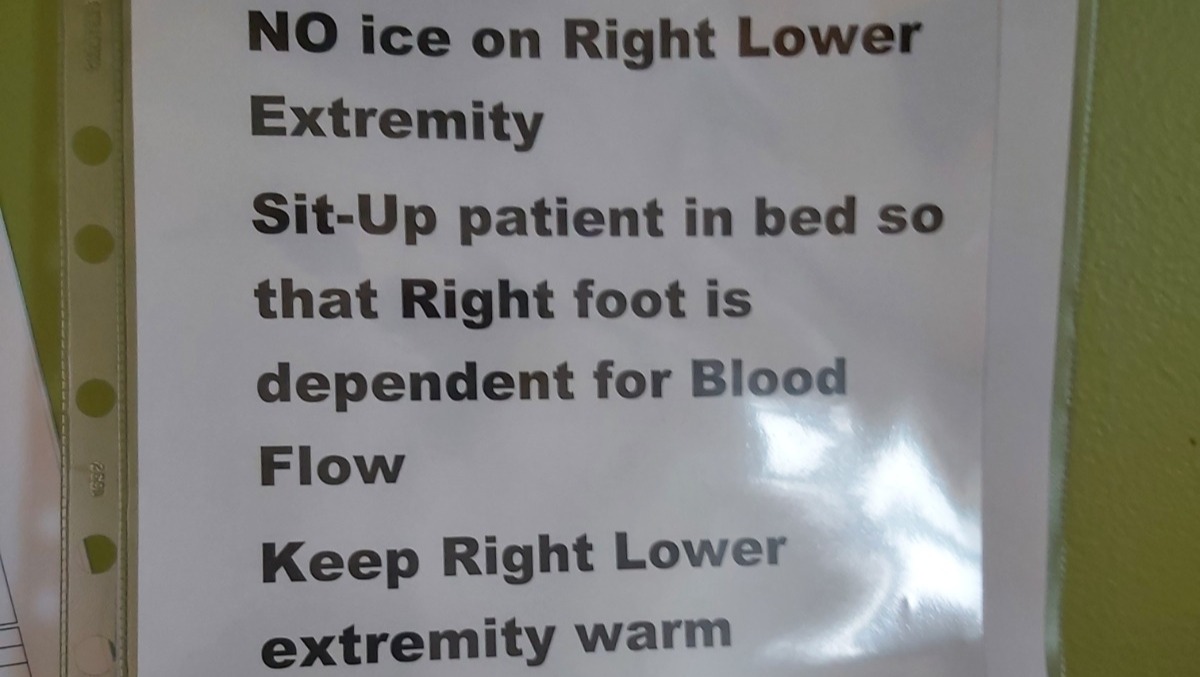 NO ice on Right Lower
Extremity
Sit-Up patient in bed so
that Right foot is
dependent for Blood
Flow
Keep Right Lower
extremity warm